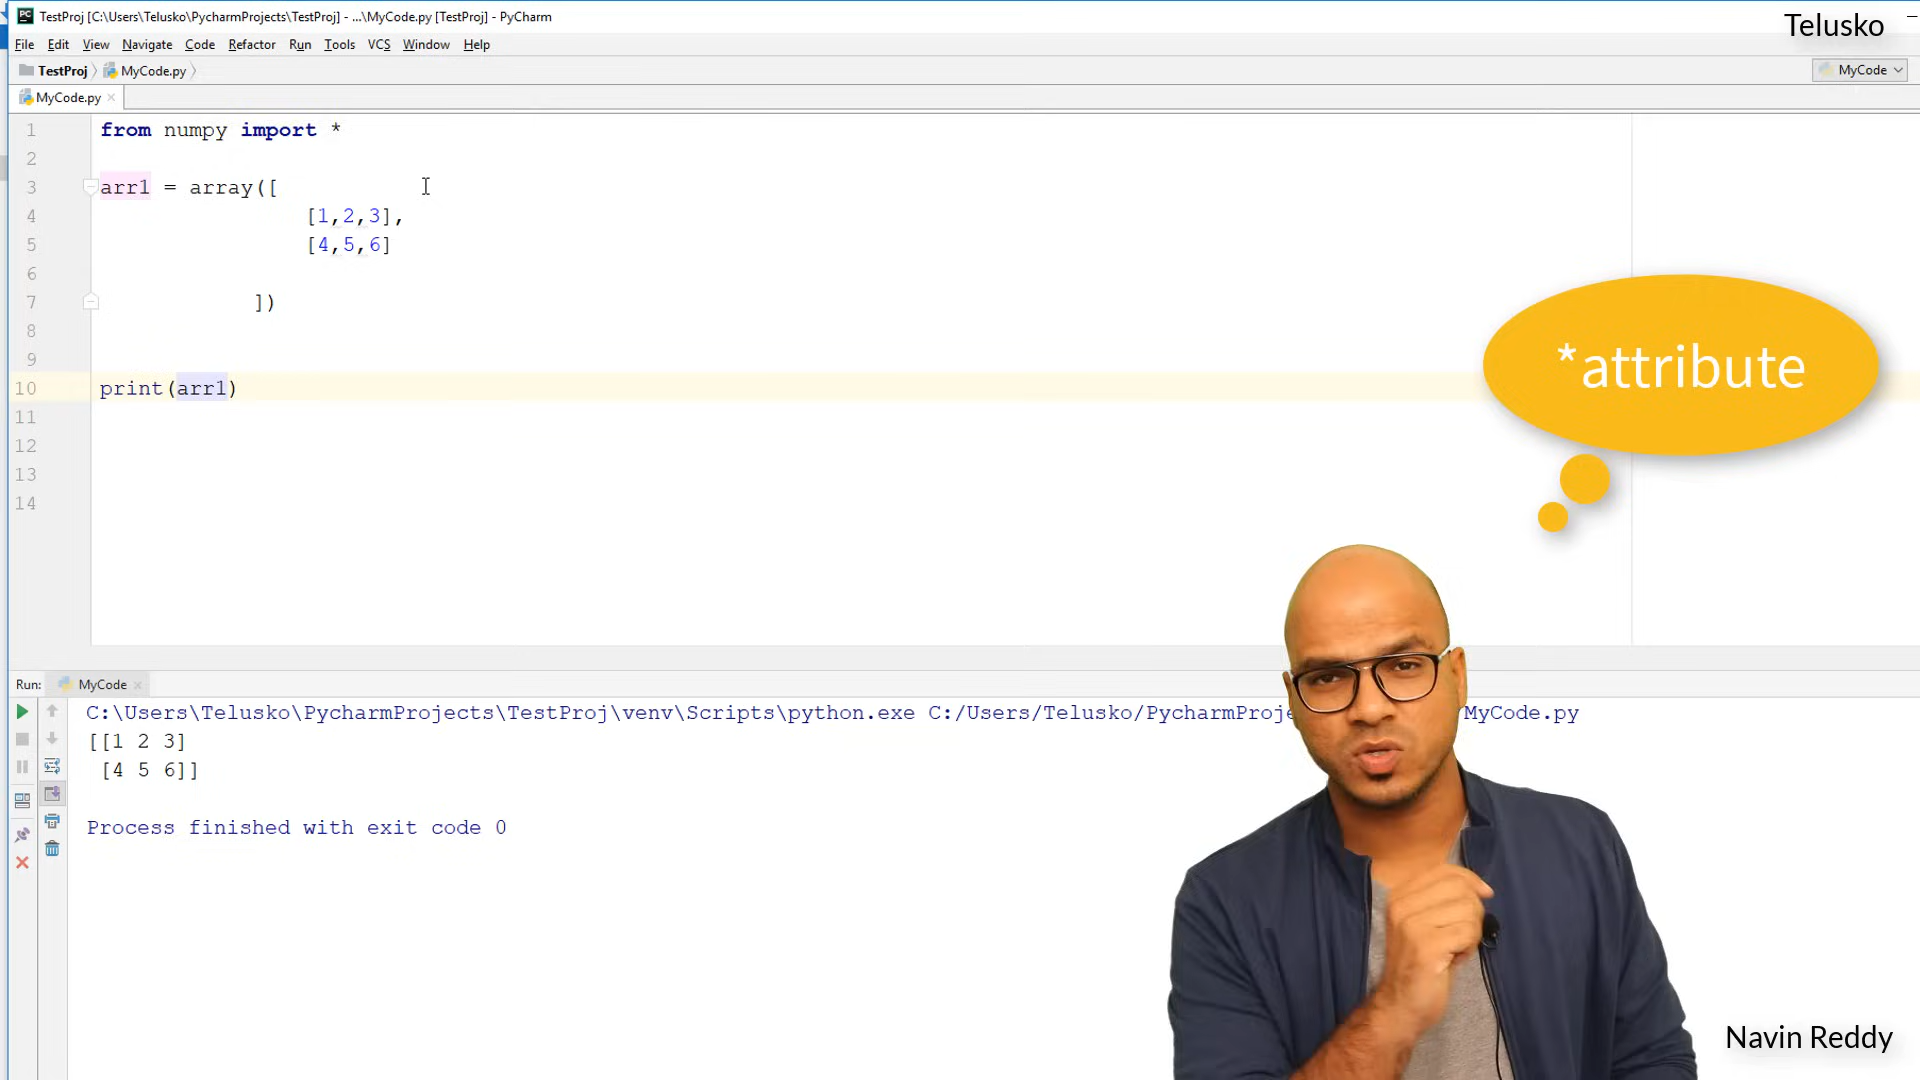 TestProj [C:\Users\Telusko\PycharmProjects\TestProj] - ...\MyCode.py [TestProj] - PyCharm
Telusko
File Edit View Navigate Code Refactor Run Tools VCS Window Help
TestProj MyCode.py
MyCode
MyCode.py
1 from numpy import *
2
3 arr1 = array([
4 [1,2,3],
5 [4,5,6]
6
7 ])
8
9
10 print(arr1)
11
12
13
14
*attribute
Run: MyCode
C:\Users\Telusko\PycharmProjects\TestProj\venv\Scripts\python.exe C:/Users/Telusko/PycharmProje MyCode.py
[[1 2 3]
[4 5 6]]
Process finished with exit code 0
Navin Reddy